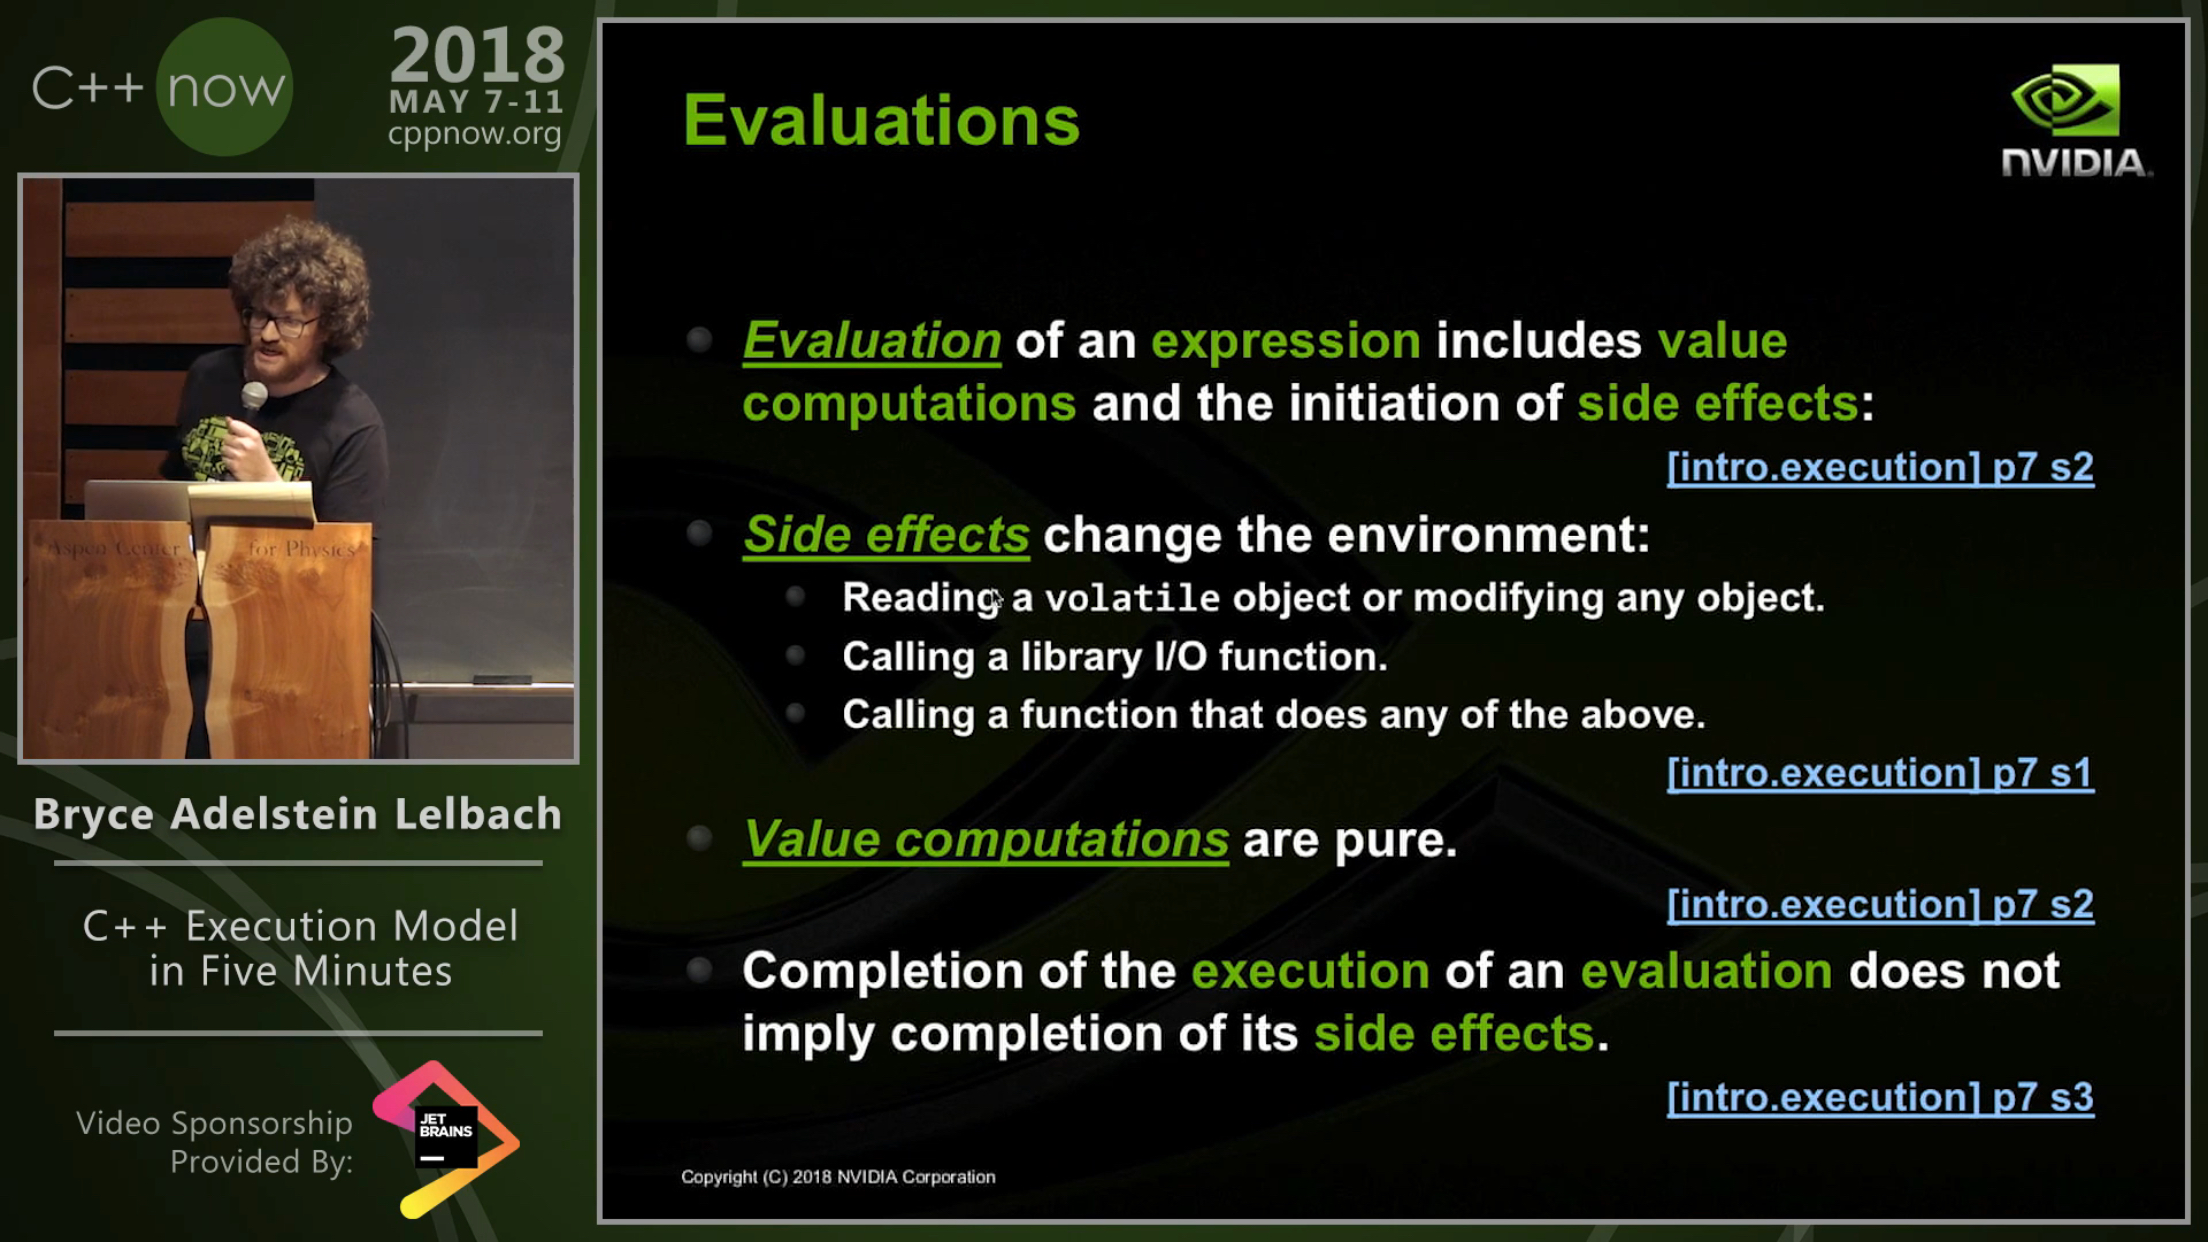 C++ now
2018
MAY 7-11
cppnow.org
Aspen Center for Physics
Bryce Adelstein Lelbach
C++ Execution Model
in Five Minutes
Video Sponsorship
Provided By:
JET
BRAINS
Evaluations
NVIDIA
Evaluation of an expression includes value
computations and the initiation of side effects:
[intro.execution] p7 s2
Side effects change the environment:
Reading a volatile object or modifying any object.
Calling a library I/O function.
Calling a function that does any of the above.
[intro.execution] p7 s1
Value computations are pure.
[intro.execution] p7 s2
Completion of the execution of an evaluation does not
imply completion of its side effects.
[intro.execution] p7 s3
Copyright (C) 2018 NVIDIA Corporation